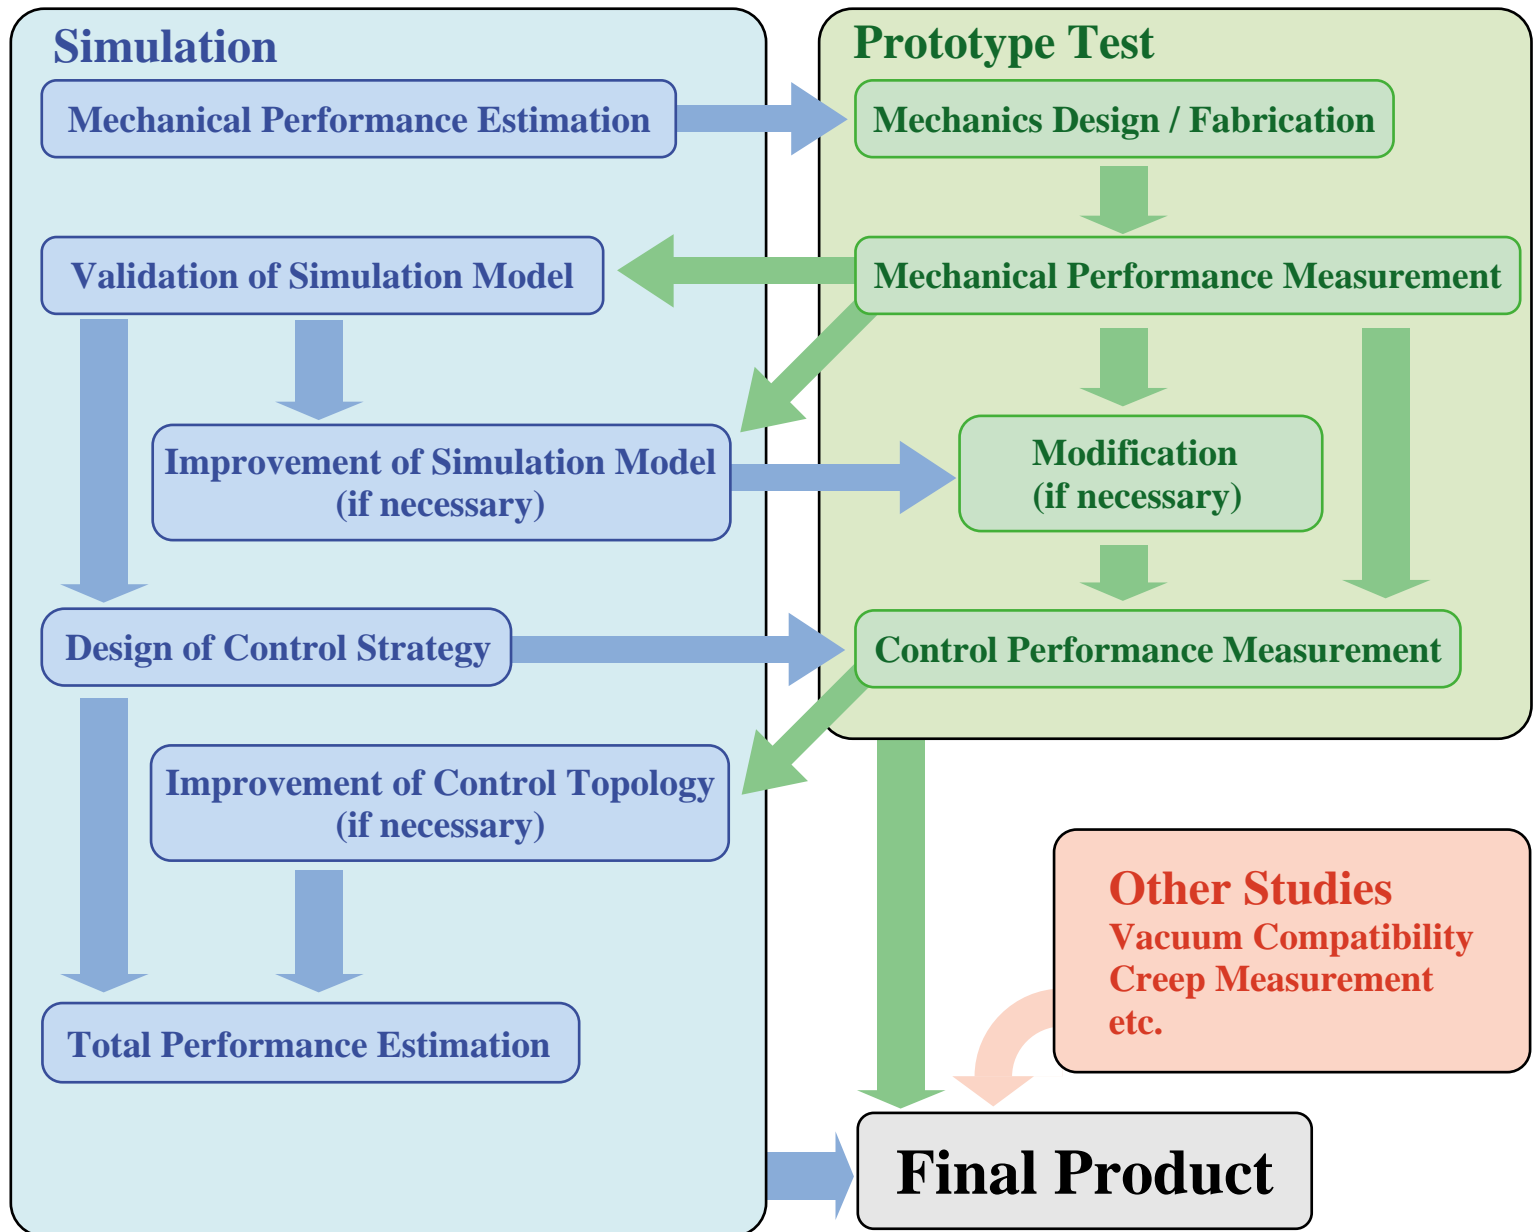 Simulation
Mechanical Performance Estimation
Validation of Simulation Model
Improvement of Simulation Model
(if necessary)
Design of Control Strategy
Improvement of Control Topology
(if necessary)
Total Performance Estimation
Prototype Test
Mechanics Design / Fabrication
Mechanical Performance Measurement
Modification
(if necessary)
Control Performance Measurement
Other Studies
Vacuum Compatibility
Creep Measurement
etc.
Final Product